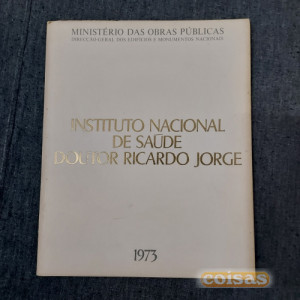 MINISTÉRIO DAS OBRAS PÚBLICAS
DIRECÇÃO-GERAL DOS EDIFÍCIOS E MONUMENTOS NACIONAIS
INSTITUTO NACIONAL
DE SAÚDE
DOUTOR RICARDO JORGE
1973
coisas